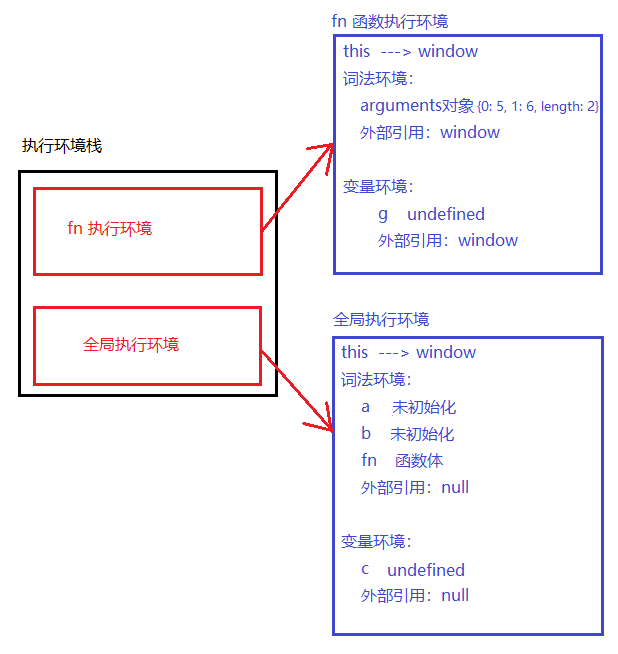 执行环境栈
fn 执行环境
全局执行环境
fn 函数执行环境
this ---> window
词法环境：
arguments对象 {0: 5, 1: 6, length: 2}
外部引用：window
变量环境：
g undefined
外部引用：window
全局执行环境
this ---> window
词法环境：
a 未初始化
b 未初始化
fn 函数体
外部引用：null
变量环境：
c undefined
外部引用：null